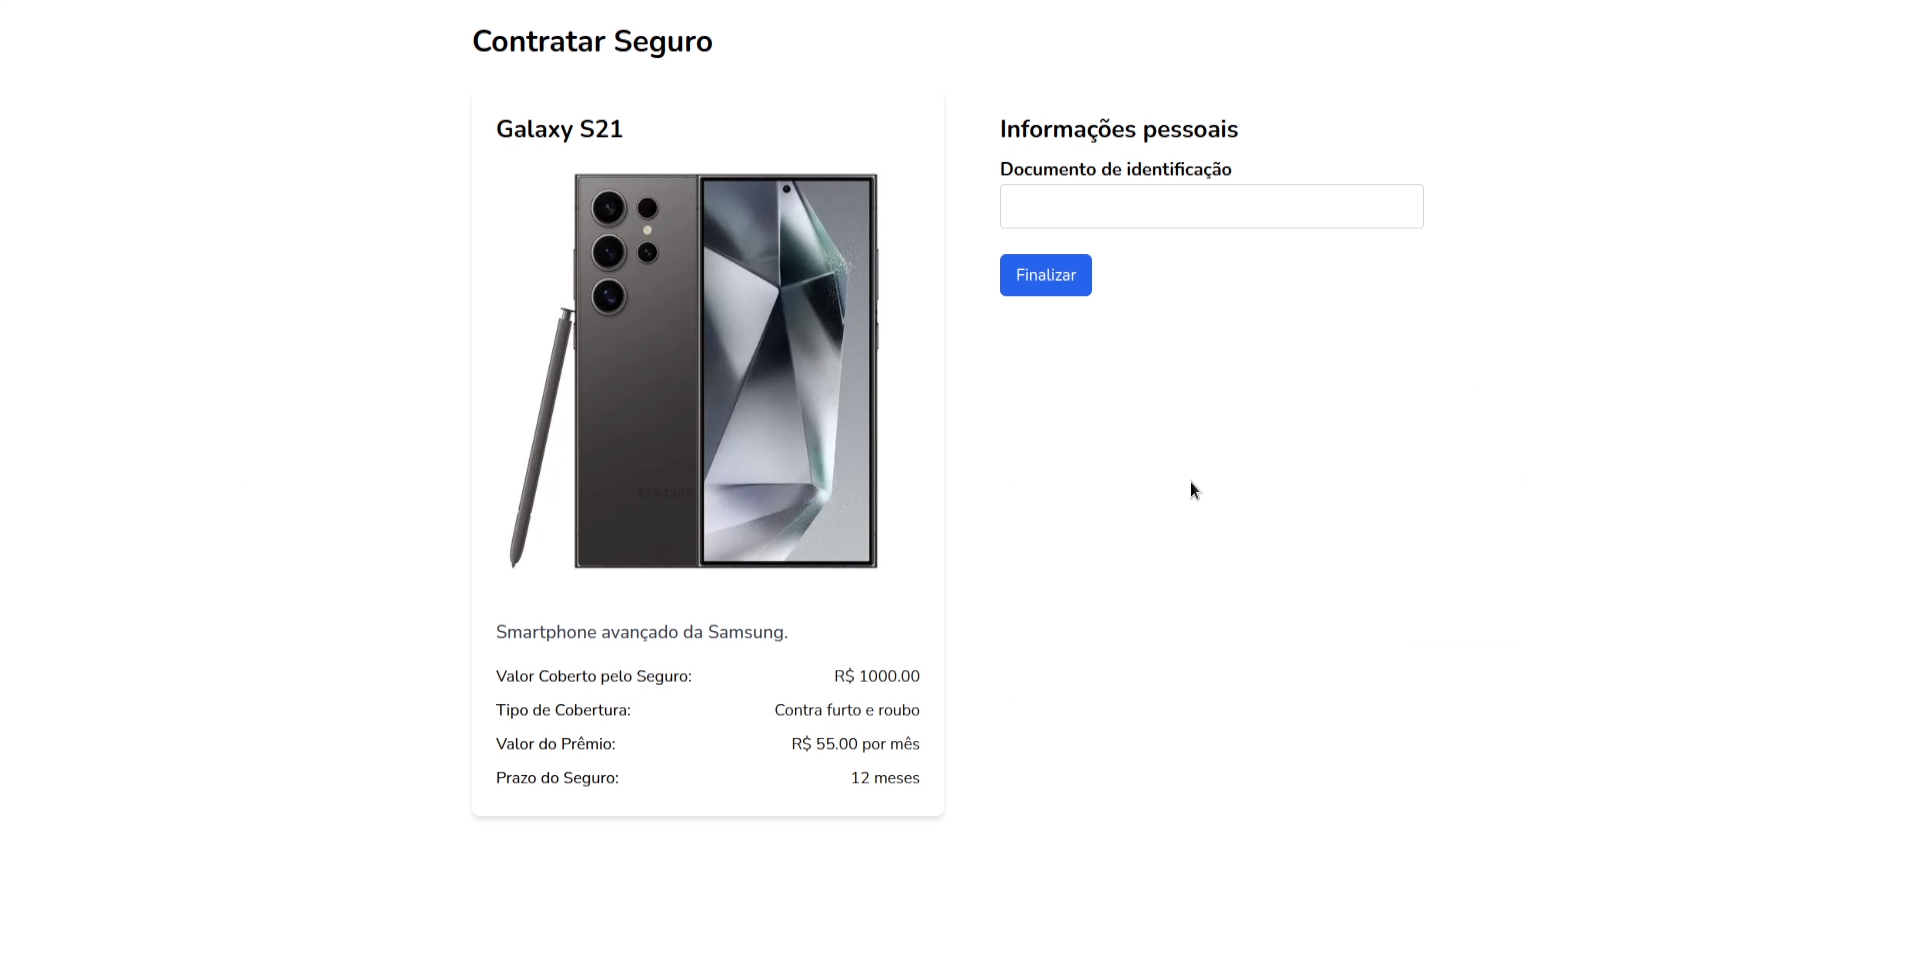 Contratar Seguro
Galaxy S21
SAMSUNG
Smartphone avançado da Samsung.
Valor Coberto pelo Seguro: R$ 1000.00
Tipo de Cobertura: Contra furto e roubo
Valor do Prêmio: R$ 55.00 por mês
Prazo do Seguro: 12 meses
Informações pessoais
Documento de identificação
Finalizar